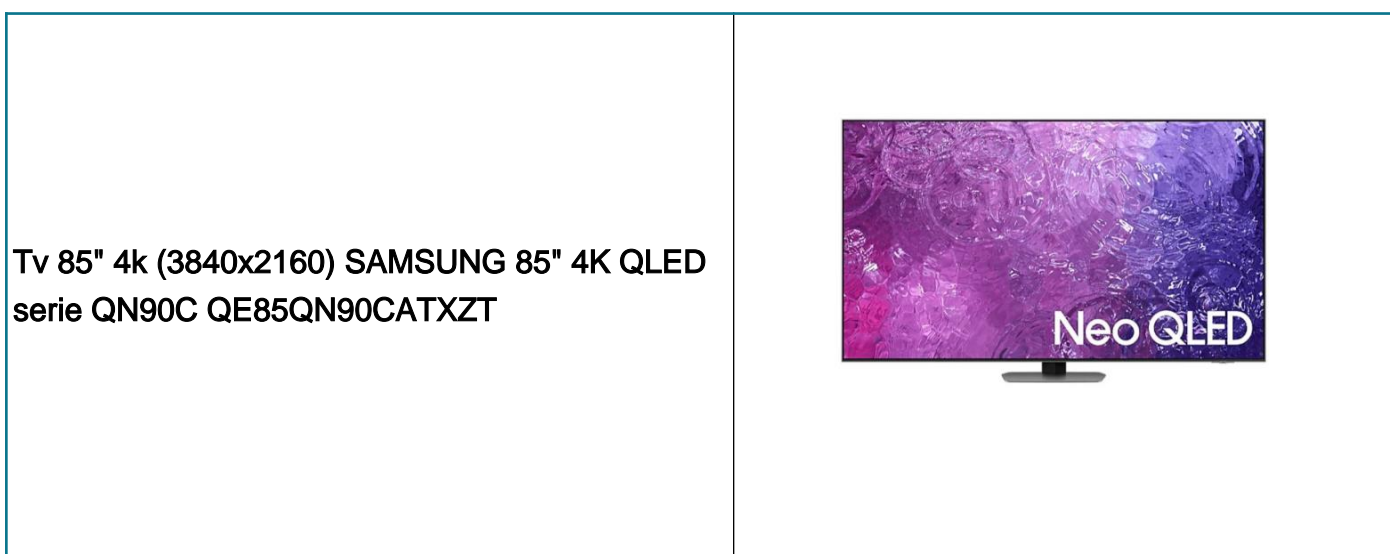 Tv 85" 4k (3840x2160) SAMSUNG 85" 4K QLED
serie QN90C QE85QN90CATXZT
Neo QLED